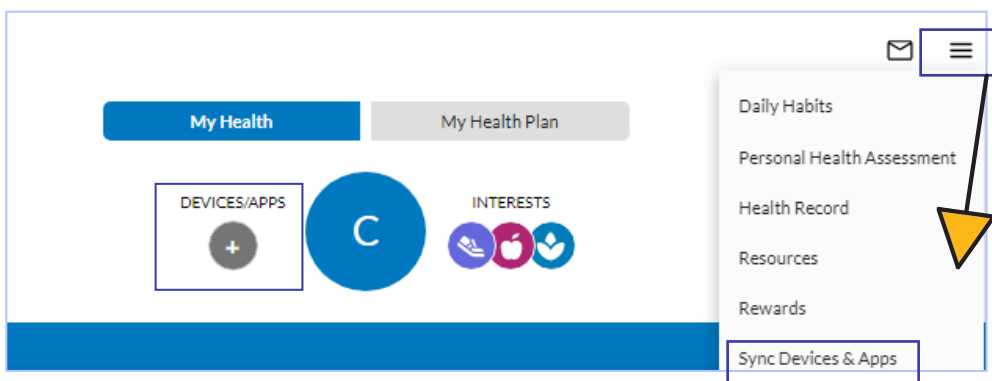 My Health
My Health Plan
DEVICES/APPS
+
C
INTERESTS
Daily Habits
Personal Health Assessment
Health Record
Resources
Rewards
Sync Devices & Apps